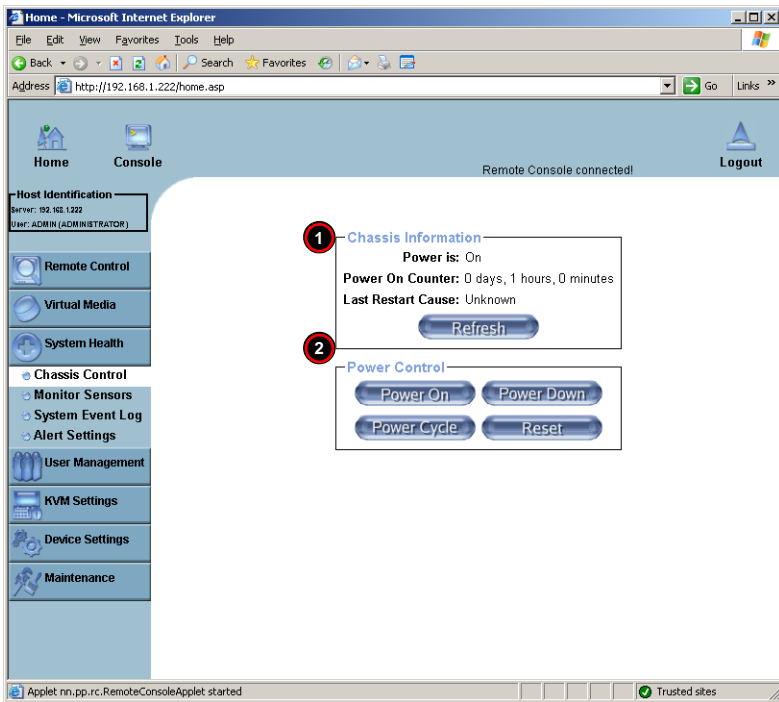 Home - Microsoft Internet Explorer
File Edit View Favorites Tools Help
Back Search Favorites
Address http://192.168.1.222/home.asp Go Links »
Home Console Remote Console connected! Logout
Host Identification
Server: 192.168.1.222
User: ADMIN (ADMINISTRATOR)
Remote Control
Virtual Media
System Health
Chassis Control
Monitor Sensors
System Event Log
Alert Settings
User Management
KVM Settings
Device Settings
Maintenance
1
Chassis Information
Power is: On
Power On Counter: 0 days, 1 hours, 0 minutes
Last Restart Cause: Unknown
Refresh
2
Power Control
Power On Power Down
Power Cycle Reset
Applet nn.pp.rc.RemoteConsoleApplet started Trusted sites